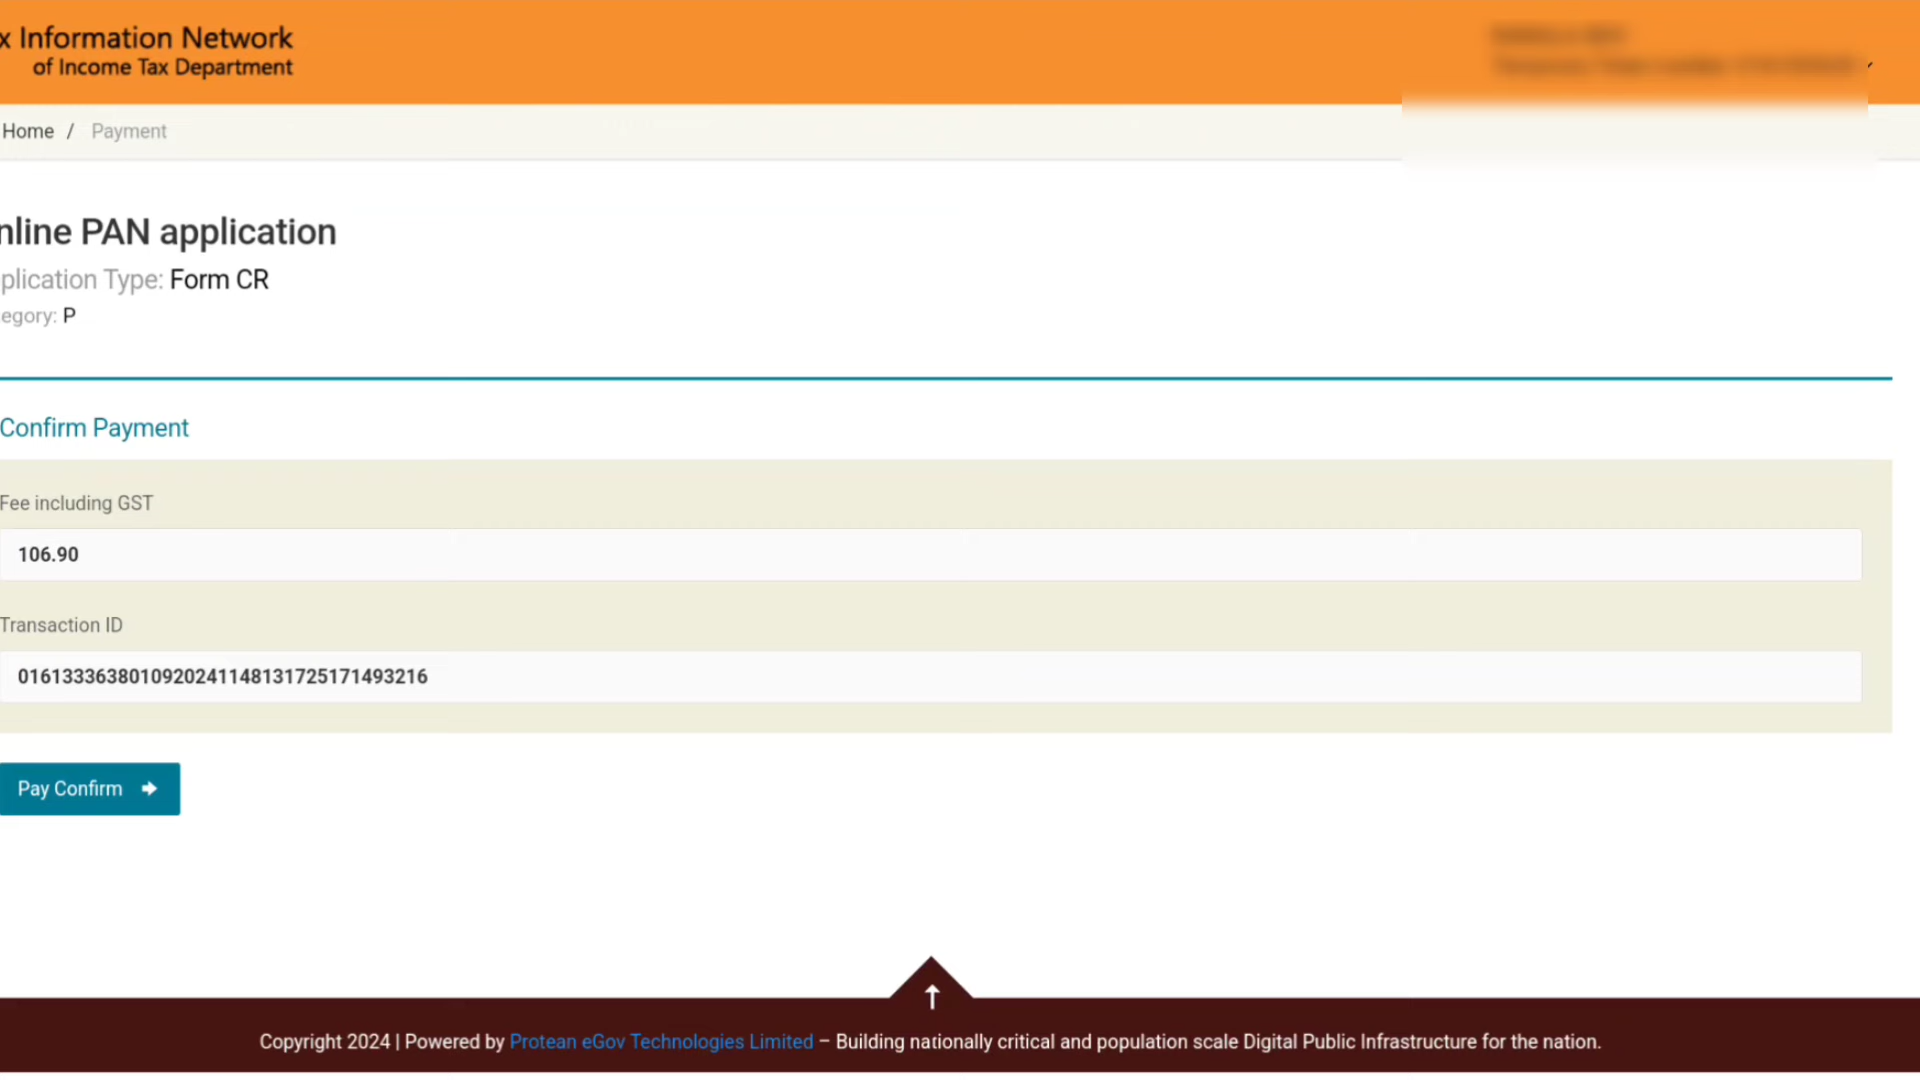 x Information Network
of Income Tax Department
Home / Payment
nline PAN application
plication Type: Form CR
egory: P
Confirm Payment
Fee including GST
106.90
Transaction ID
0161333638010920241148131725171493216
Pay Confirm
Copyright 2024 | Powered by Protean eGov Technologies Limited – Building nationally critical and population scale Digital Public Infrastructure for the nation.